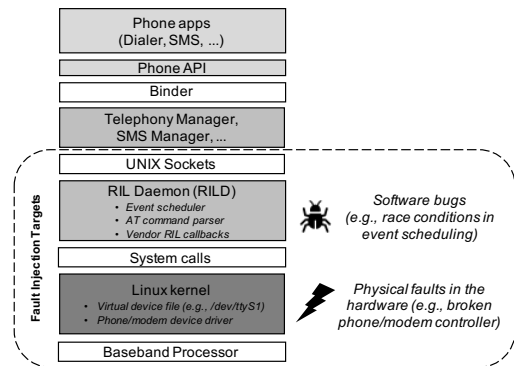 Phone apps
(Dialer, SMS, ...)
Phone API
Binder
Telephony Manager,
SMS Manager, ...
UNIX Sockets
RIL Daemon (RILD)
• Event scheduler
• AT command parser
• Vendor RIL callbacks
System calls
Linux kernel
• Virtual device file (e.g., /dev/ttyS1)
• Phone/modem device driver
Baseband Processor
Fault Injection Targets
Software bugs
(e.g., race conditions in
event scheduling)
Physical faults in the
hardware (e.g., broken
phone/modem controller)